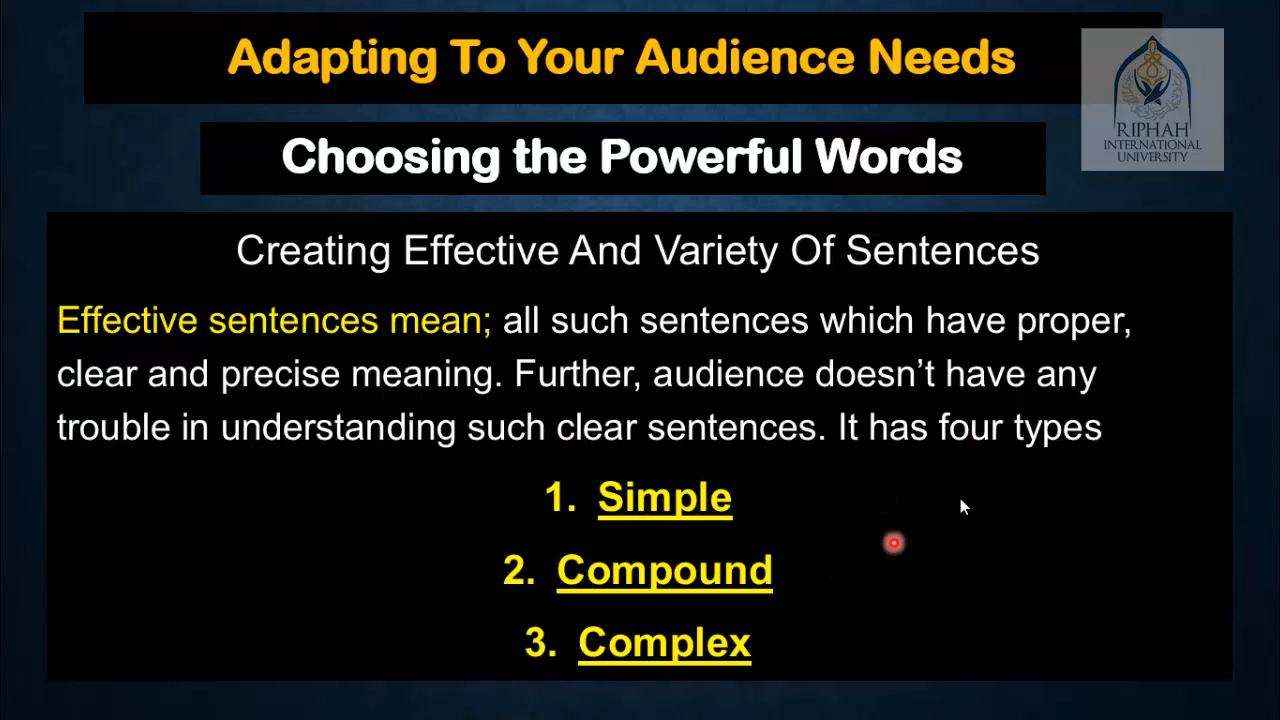 Adapting To Your Audience Needs
RIPHAH
INTERNATIONAL
UNIVERSITY
Choosing the Powerful Words
Creating Effective And Variety Of Sentences
Effective sentences mean; all such sentences which have proper,
clear and precise meaning. Further, audience doesn’t have any
trouble in understanding such clear sentences. It has four types
1. Simple
2. Compound
3. Complex